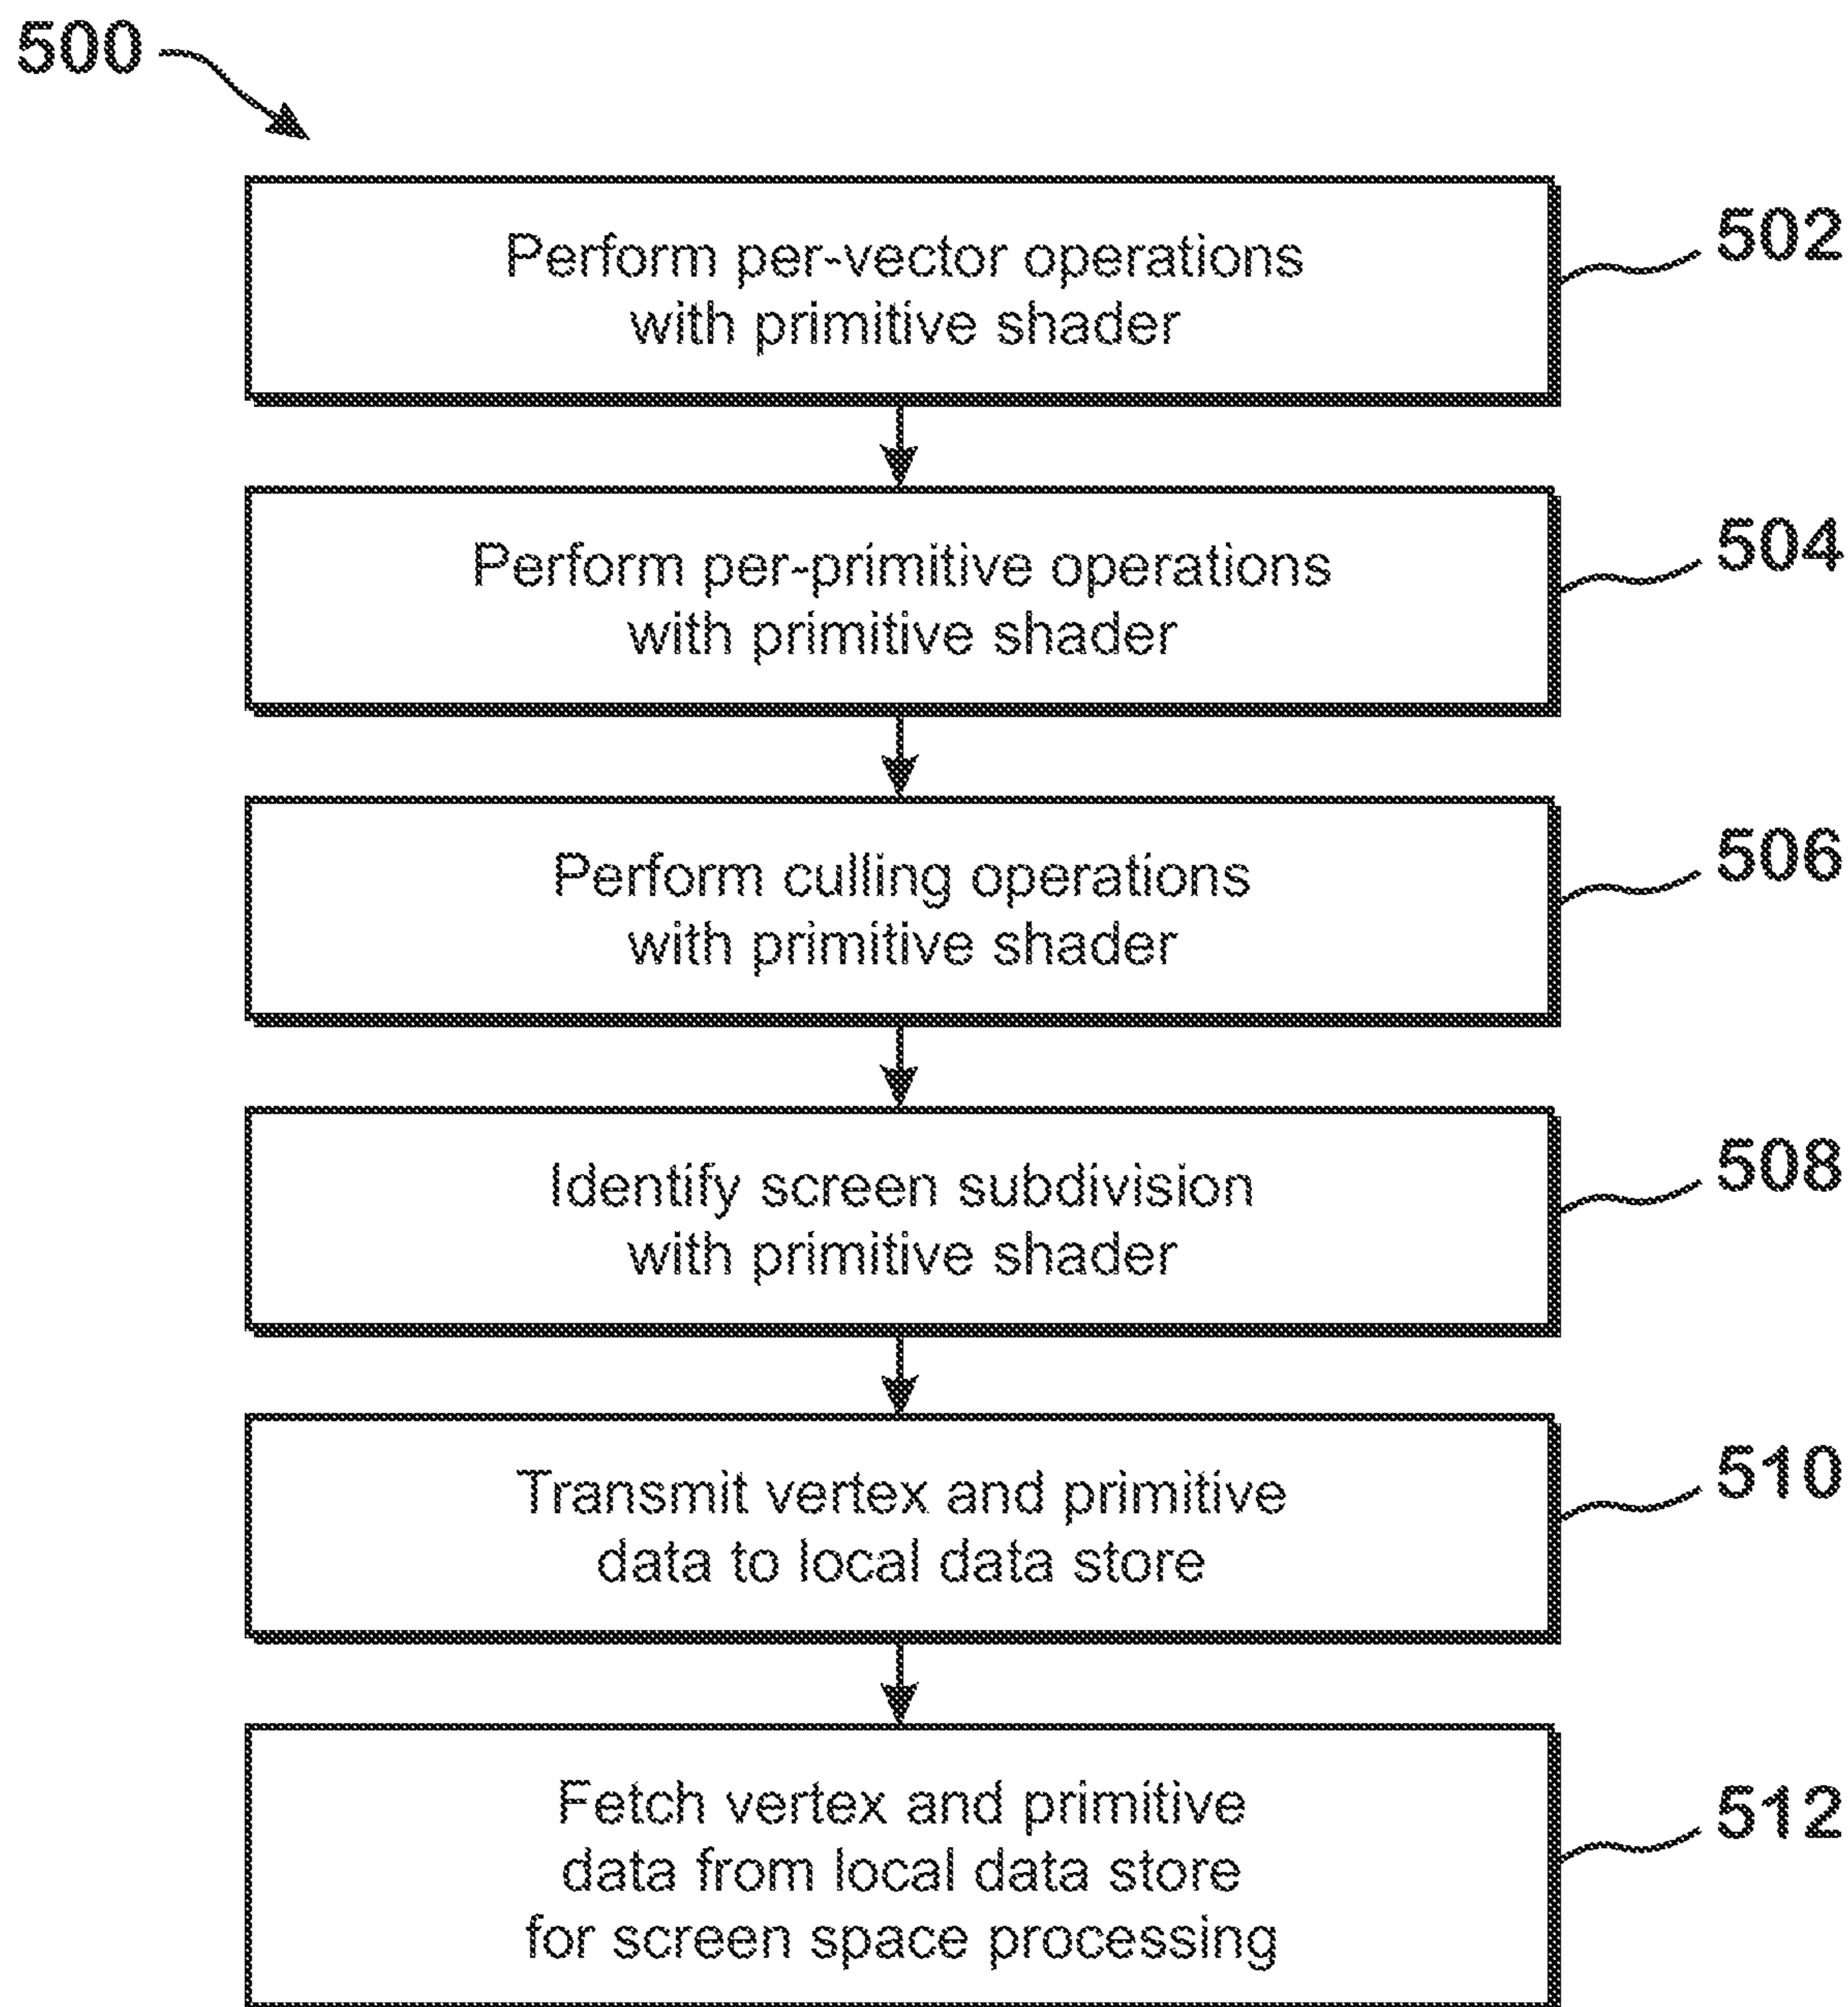 500
Perform per-vector operations
with primitive shader
502
Perform per-primitive operations
with primitive shader
504
Perform culling operations
with primitive shader
506
Identify screen subdivision
with primitive shader
508
Transmit vertex and primitive
data to local data store
510
Fetch vertex and primitive
data from local data store
for screen space processing
512